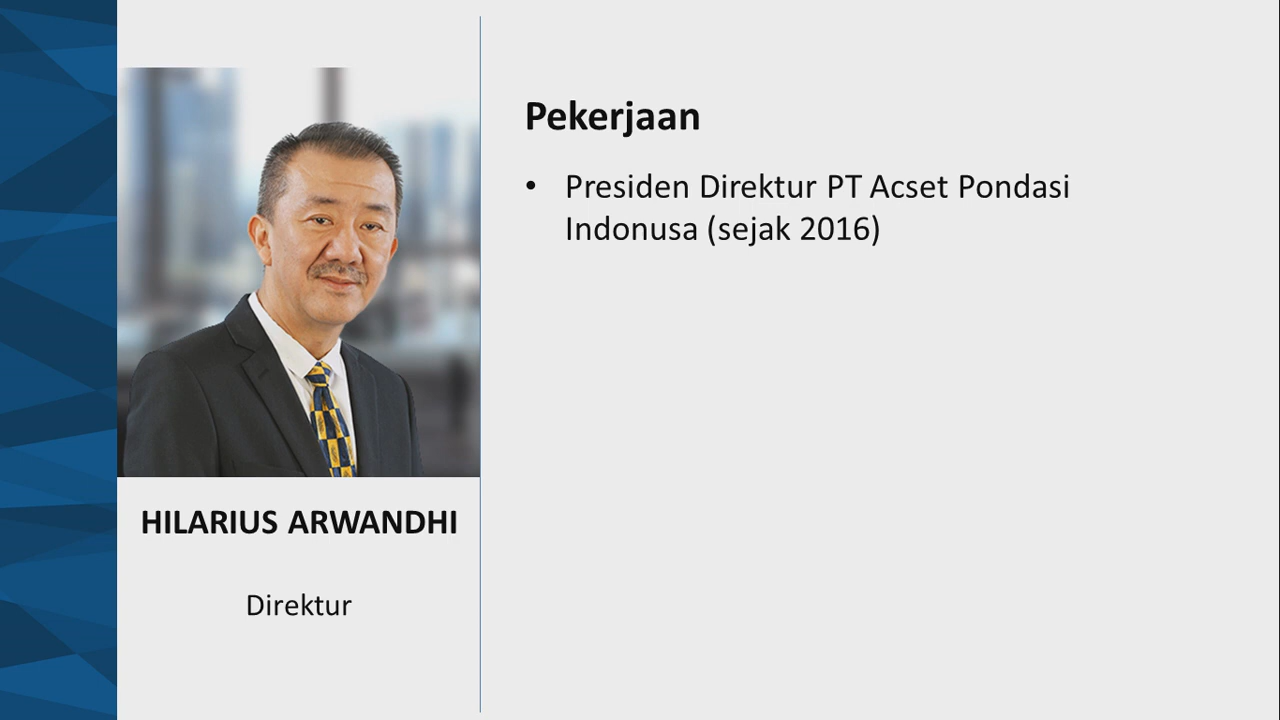 Pekerjaan
• Presiden Direktur PT Acset Pondasi
Indonusa (sejak 2016)
HILARIUS ARWANDHI
Direktur